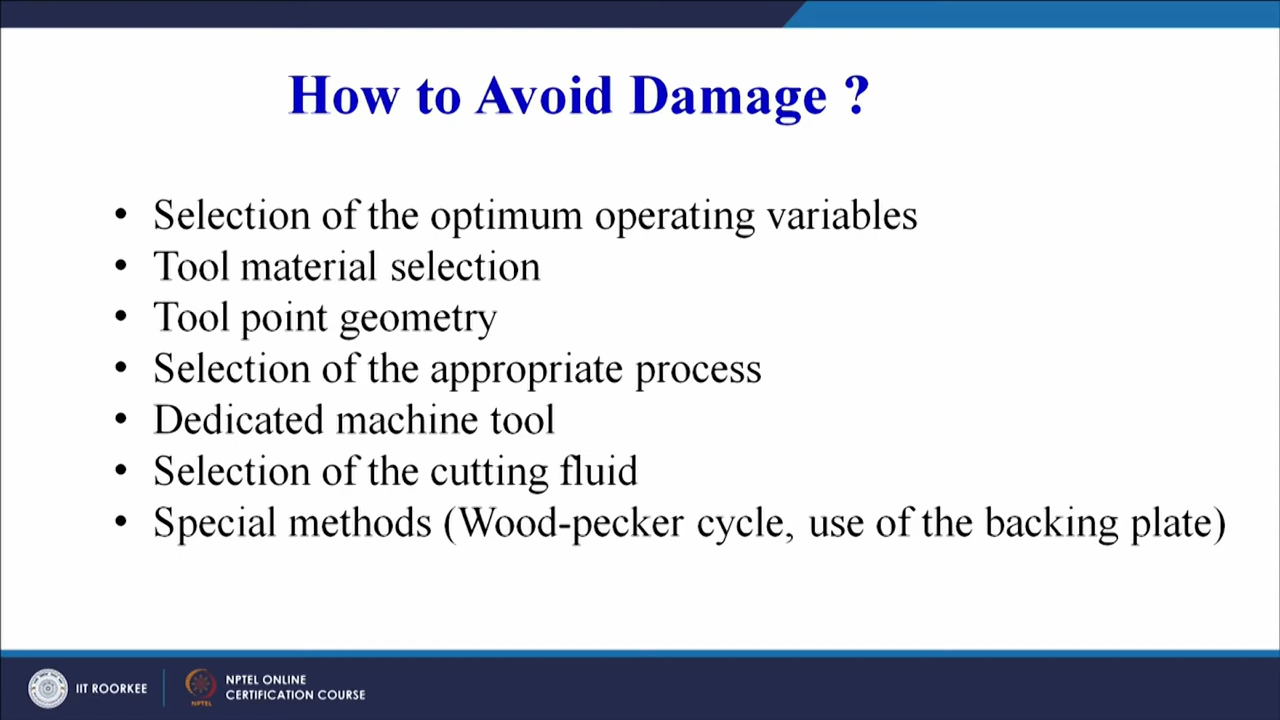 How to Avoid Damage ?
• Selection of the optimum operating variables
• Tool material selection
• Tool point geometry
• Selection of the appropriate process
• Dedicated machine tool
• Selection of the cutting fluid
• Special methods (Wood-pecker cycle, use of the backing plate)
IIT ROORKEE
NPTEL
NPTEL ONLINE
CERTIFICATION COURSE